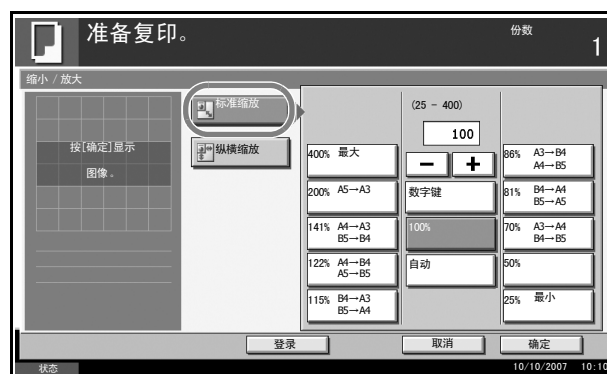 准备复印。
份数
1
缩小 / 放大
按[确定]显示
图像。
标准缩放
纵横缩放
400% 最大
200% A5→A3
141% A4→A3
B5→B4
122% A4→B4
A5→B5
115% B4→A3
B5→A4
(25 - 400)
100
－ ＋
数字键
100%
自动
86% A3→B4
A4→B5
81% B4→A4
B5→A5
70% A3→A4
B4→B5
50%
25% 最小
登录
取消
确定
状态
10/10/2007 10:10